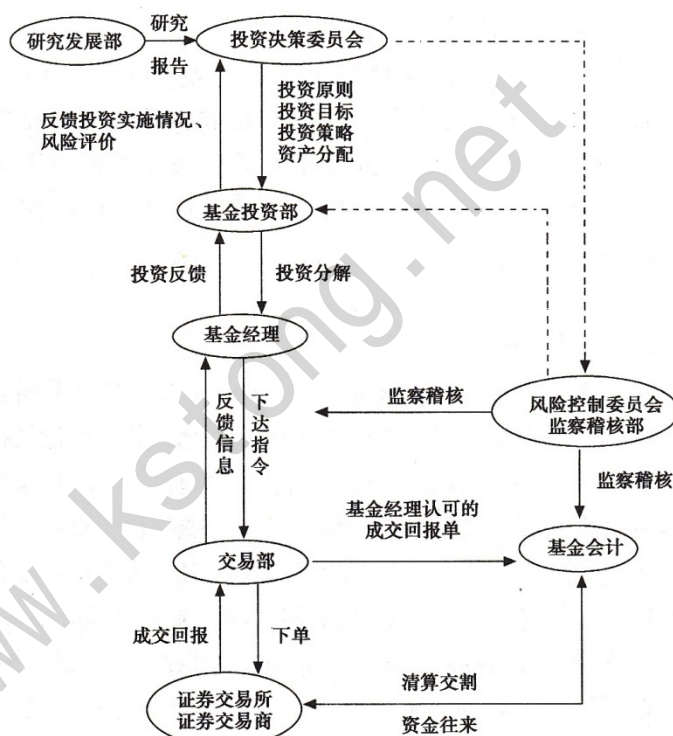 研究发展部
研究
报告
投资决策委员会
反馈投资实施情况、
风险评价
投资原则
投资目标
投资策略
资产分配
基金投资部
投资反馈
投资分解
基金经理
反馈信息
下达指令
监察稽核
风险控制委员会
监察稽核部
监察稽核
基金经理认可的
成交回报单
交易部
基金会计
成交回报
下单
证券交易所
证券交易商
清算交割
资金往来
www.kstong.net